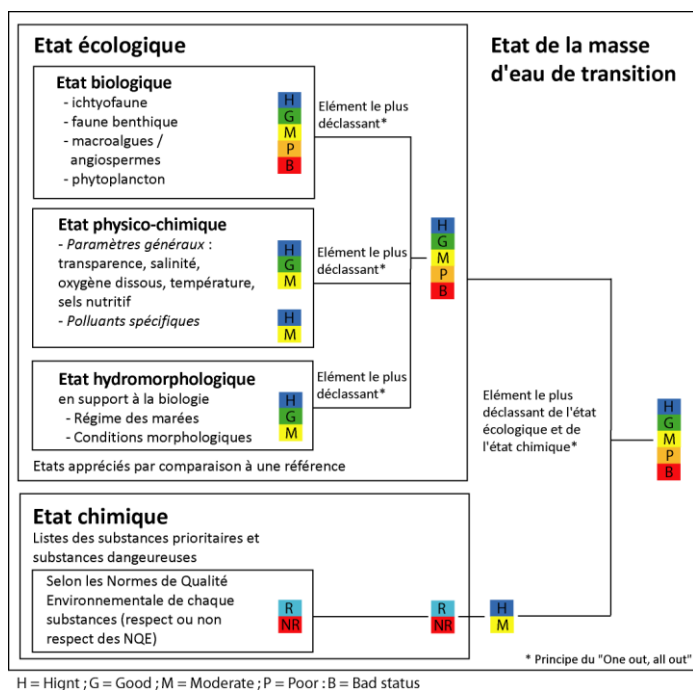 Etat écologique
Etat de la masse
d'eau de transition
Etat biologique
- ichtyofaune
- faune benthique
- macroalgues /
angiospermes
- phytoplancton
H
G
M
P
B
Elément le plus
déclassant*
Etat physico-chimique
- Paramètres généraux :
transparence, salinité,
oxygène dissous, température,
sels nutritif
- Polluants spécifiques
H
G
M
H
M
Elément le plus
déclassant*
H
G
M
P
B
Etat hydromorphologique
en support à la biologie
- Régime des marées
- Conditions morphologiques
H
G
M
Elément le plus
déclassant*
Etats appréciés par comparaison à une référence
Elément le plus
déclassant de l'état
écologique et de
l'état chimique*
H
G
M
P
B
Etat chimique
Listes des substances prioritaires et
substances dangeureuses
Selon les Normes de Qualité
Environnementale de chaque
substances (respect ou non
respect des NQE)
R
NR
R
NR
H
M
* Principe du "One out, all out"
H = Hignt ; G = Good ; M = Moderate ; P = Poor : B = Bad status